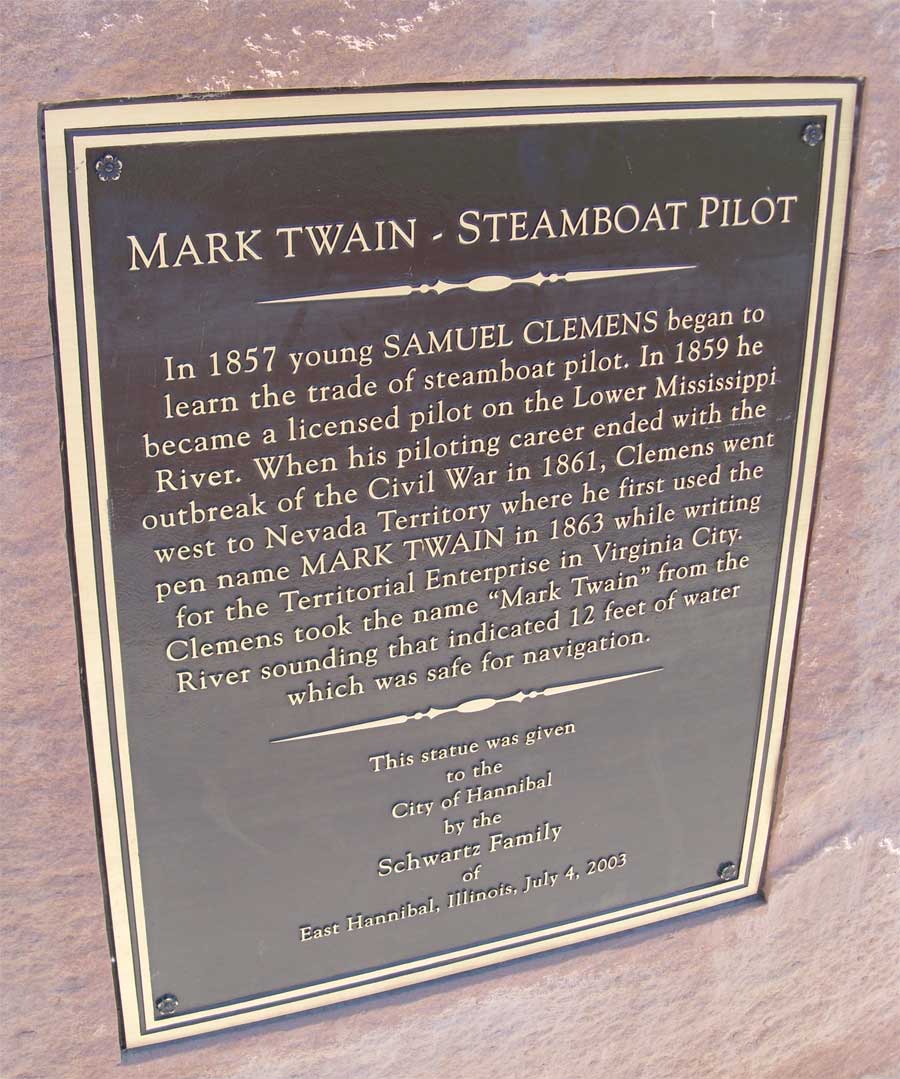 MARK TWAIN - STEAMBOAT PILOT
In 1857 young SAMUEL CLEMENS began to
learn the trade of steamboat pilot. In 1859 he
became a licensed pilot on the Lower Mississippi
River. When his piloting career ended with the
outbreak of the Civil War in 1861, Clemens went
west to Nevada Territory where he first used the
pen name MARK TWAIN in 1863 while writing
for the Territorial Enterprise in Virginia City.
Clemens took the name “Mark Twain” from the
River sounding that indicated 12 feet of water
which was safe for navigation.
This statue was given
to the
City of Hannibal
by the
Schwartz Family
of
East Hannibal, Illinois, July 4, 2003